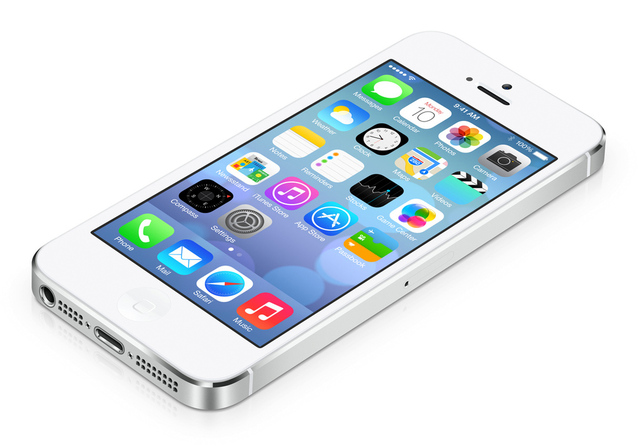 9:41 AM 100%
Monday
10
Messages Calendar Photos Camera
Weather Clock Maps Videos
Notes Reminders Stocks Game Center
Newsstand iTunes Store App Store Passbook
Compass Settings
Phone Mail Safari Music